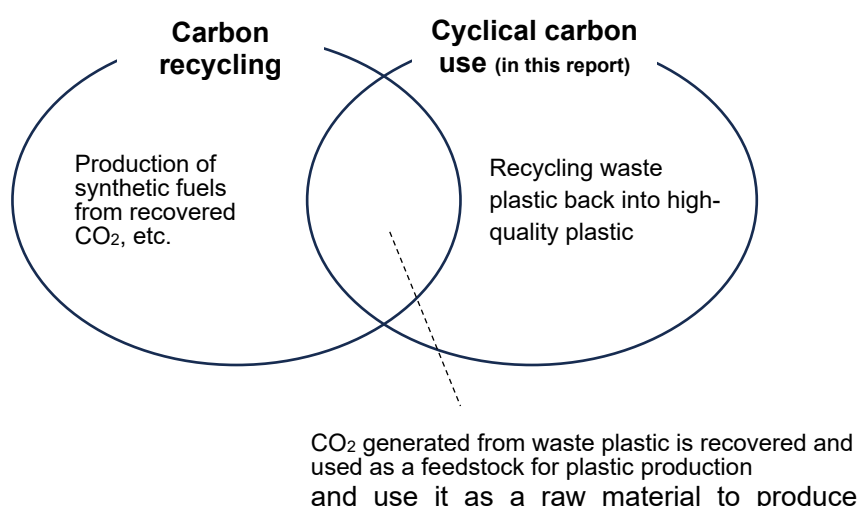 Carbon
recycling
Cyclical carbon
use (in this report)
Production of
synthetic fuels
from recovered
CO₂, etc.
Recycling waste
plastic back into high-
quality plastic
CO₂ generated from waste plastic is recovered and
used as a feedstock for plastic production
and use it as a raw material to produce